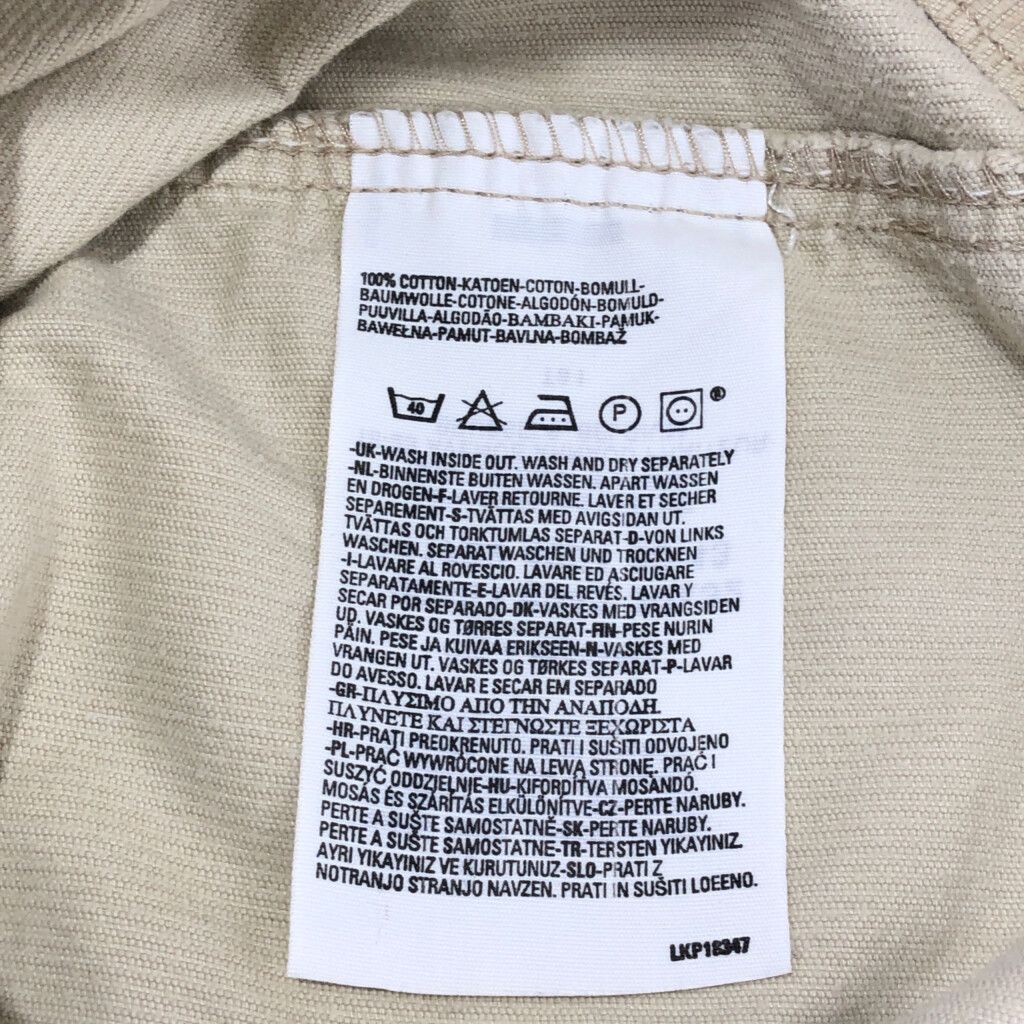 100% COTTON-KATOEN-COTON-BOMULL-
BAUMWOLLE-COTONE-ALGODÓN-BOMULD-
PUUVILLA-ALGODÃO-BAMBAKI-PAMUK-
BAWEŁNA-PAMUT-BAVLNA-BOMBAŽ
40
P
®
-UK-WASH INSIDE OUT. WASH AND DRY SEPARATELY
-NL-BINNENSTE BUITEN WASSEN. APART WASSEN
EN DROGEN-F-LAVER RETOURNE. LAVER ET SECHER
SEPAREMENT-S-TVÄTTAS MED AVIGSIDAN UT.
TVÄTTAS OCH TORKTUMLAS SEPARAT-D-VON LINKS
WASCHEN. SEPARAT WASCHEN UND TROCKNEN
-I-LAVARE AL ROVESCIO. LAVARE ED ASCIUGARE
SEPARATAMENTE-E-LAVAR DEL REVÉS. LAVAR Y
SECAR POR SEPARADO-DK-VASKES MED VRANGSIDEN
UD. VASKES OG TØRRES SEPARAT-FIN-PESE NURIN
PÄIN. PESE JA KUIVAA ERIKSEEN-N-VASKES MED
VRANGEN UT. VASKES OG TØRKES SEPARAT-P-LAVAR
DO AVESSO. LAVAR E SECAR EM SEPARADO
-GR-ΠΛΥΣΙΜΟ ΑΠΟ ΤΗΝ ΑΝΑΠΟΔΗ.
ΠΛΥΝΕΤΕ ΚΑΙ ΣΤΕΓΝΩΣΤΕ ΞΕΧΩΡΙΣΤΑ
-HR-PRATI PREOKRENUTO. PRATI I SUŠITI ODVOJENO
-PL-PRAĆ WYWRÓCONE NA LEWĄ STRONĘ. PRAĆ I
SUSZYĆ ODDZIELNIE-HU-KIFORDÍTVA MOSANDÓ.
MOSÁS ÉS SZÁRÍTÁS ELKÜLÖNÍTVE-CZ-PERTE NARUBY.
PERTE A SUŠTE SAMOSTATNĚ-SK-PERTE NARUBY.
PERTE A SUŠTE SAMOSTATNE-TR-TERSTEN YIKAYINIZ.
AYRI YIKAYINIZ VE KURUTUNUZ-SLO-PRATI Z
NOTRANJO STRANJO NAVZEN. PRATI IN SUŠITI LOEENO.
LKP18347